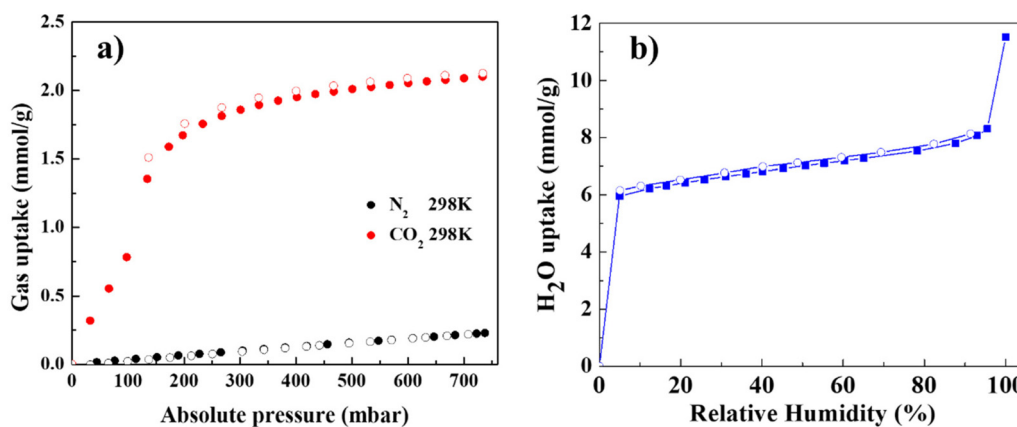 a)
Gas uptake (mmol/g)
2.5
2.0
1.5
1.0
0.5
0.0
N₂ 298K
CO₂ 298K
0 100 200 300 400 500 600 700
Absolute pressure (mbar)
b)
H₂O uptake (mmol/g)
12
10
8
6
4
2
0
0 20 40 60 80 100
Relative Humidity (%)